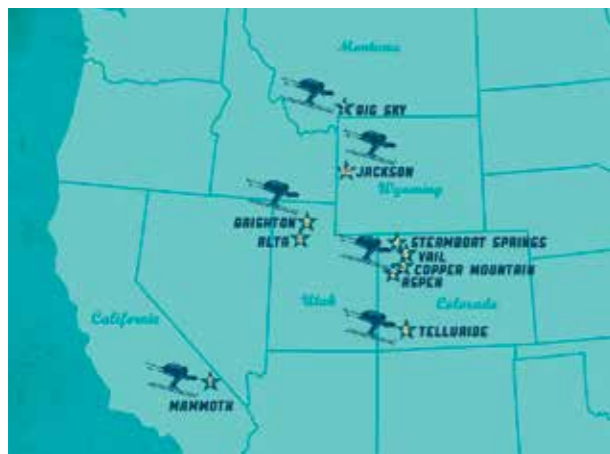 Montana
BIG SKY
JACKSON
Wyoming
BRIGHTON
ALTA
STEAMBOAT SPRINGS
VAIL
COPPER MOUNTAIN
ASPEN
Utah
Colorado
California
TELLURIDE
MAMMOTH